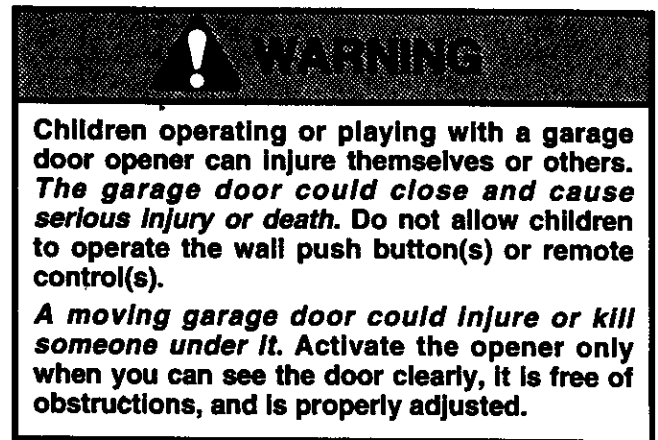 WARNING
Children operating or playing with a garage
door opener can injure themselves or others.
The garage door could close and cause
serious injury or death. Do not allow children
to operate the wall push button(s) or remote
control(s).
A moving garage door could injure or kill
someone under it. Activate the opener only
when you can see the door clearly, it is free of
obstructions, and is properly adjusted.